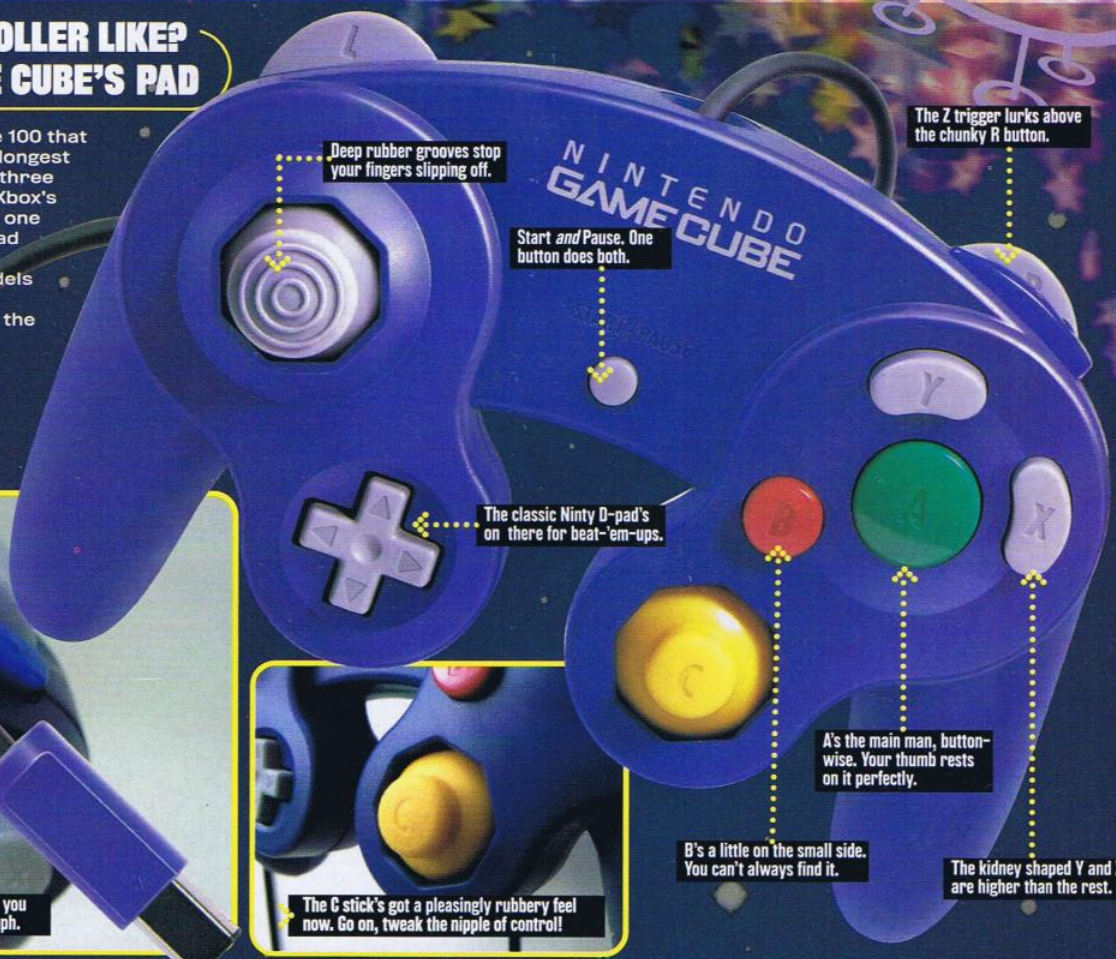 OLLER LIKE?
E CUBE'S PAD
e 100 that
longest
three
Xbox's
one
ad
dels
the
L
Deep rubber grooves stop
your fingers slipping off.
NINTENDO
GAMECUBE
The Z trigger lurks above
the chunky R button.
Start and Pause. One
button does both.
START/PAUSE
R
Y
X
B
A
C
The classic Ninty D-pad's
on there for beat-'em-ups.
A's the main man, button-
wise. Your thumb rests
on it perfectly.
B's a little on the small side.
You can't always find it.
The kidney shaped Y and
are higher than the rest.
you
ph.
C
The C stick's got a pleasingly rubbery feel
now. Go on, tweak the nipple of control!